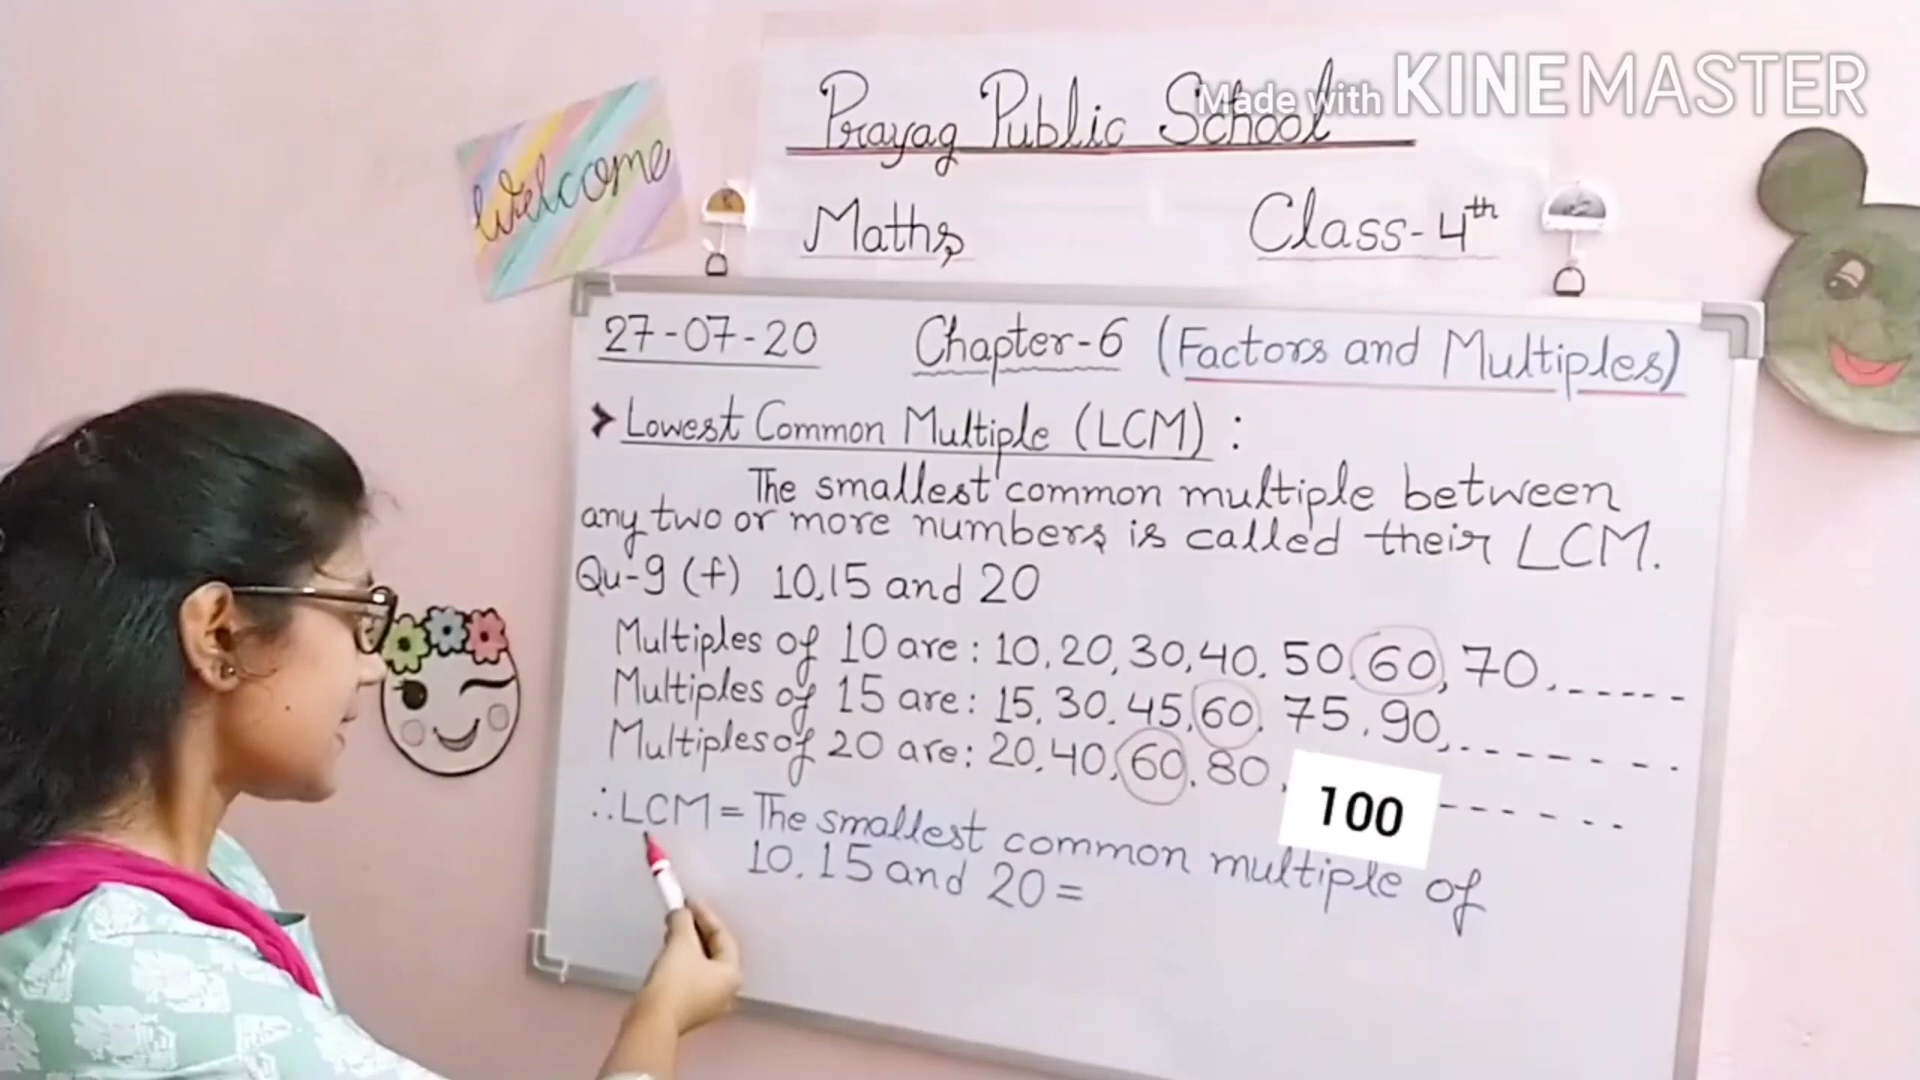 Made with KINEMASTER
Prayag Public School
welcome
Maths
Class-4th
27-07-20 Chapter-6 (Factors and Multiples)
➤ Lowest Common Multiple (LCM) :
The smallest common multiple between
any two or more numbers is called their LCM.
Qu-9 (f) 10,15 and 20
Multiples of 10 are : 10, 20, 30, 40, 50, 60, 70, -----
Multiples of 15 are : 15, 30, 45, 60, 75, 90, -------
Multiples of 20 are : 20, 40, 60, 80, 100 ------
∴ LCM = The smallest common multiple of
10, 15 and 20 =